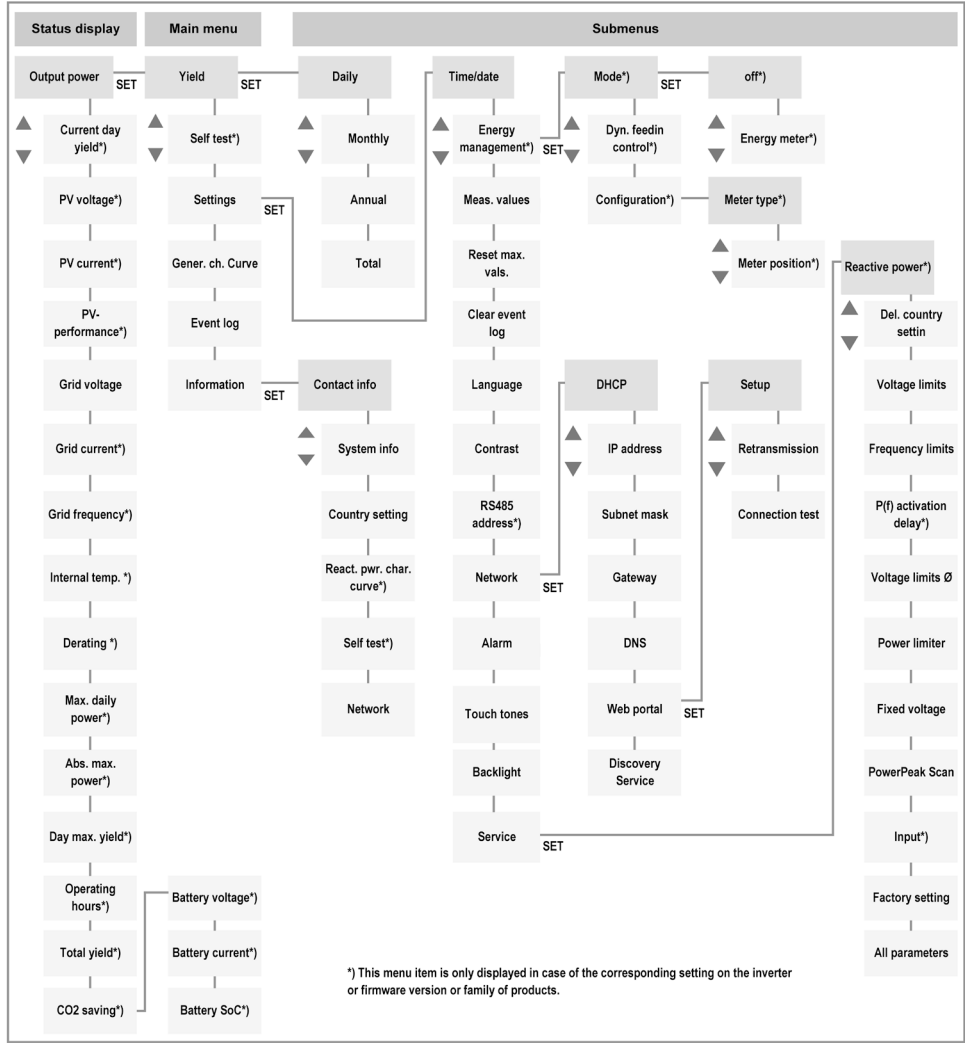 Status display
Main menu
Submenus
Output power
SET
Yield
SET
Daily
Time/date
Mode*)
SET
off*)
Current day
yield*)
Self test*)
Monthly
Energy
management*)
SET
Dyn. feedin
control*)
Energy meter*)
PV voltage*)
Settings
SET
Annual
Meas. values
Configuration*)
Meter type*)
PV current*)
Gener. ch. Curve
Total
Reset max.
vals.
Meter position*)
Reactive power*)
PV-
performance*)
Event log
Clear event
log
Del. country
settin
Grid voltage
Information
SET
Contact info
Language
DHCP
Setup
Voltage limits
Grid current*)
System info
Contrast
IP address
Retransmission
Frequency limits
Grid frequency*)
Country setting
RS485
address*)
Subnet mask
Connection test
P(f) activation
delay*)
Internal temp. *)
React. pwr. char.
curve*)
Network
SET
Gateway
Voltage limits Ø
Derating *)
Self test*)
Alarm
DNS
Power limiter
Max. daily
power*)
Network
Touch tones
Web portal
SET
Fixed voltage
Abs. max.
power*)
Backlight
Discovery
Service
PowerPeak Scan
Day max. yield*)
Service
SET
Input*)
Operating
hours*)
Battery voltage*)
Factory setting
Total yield*)
Battery current*)
All parameters
CO2 saving*)
Battery SoC*)
*) This menu item is only displayed in case of the corresponding setting on the inverter
or firmware version or family of products.